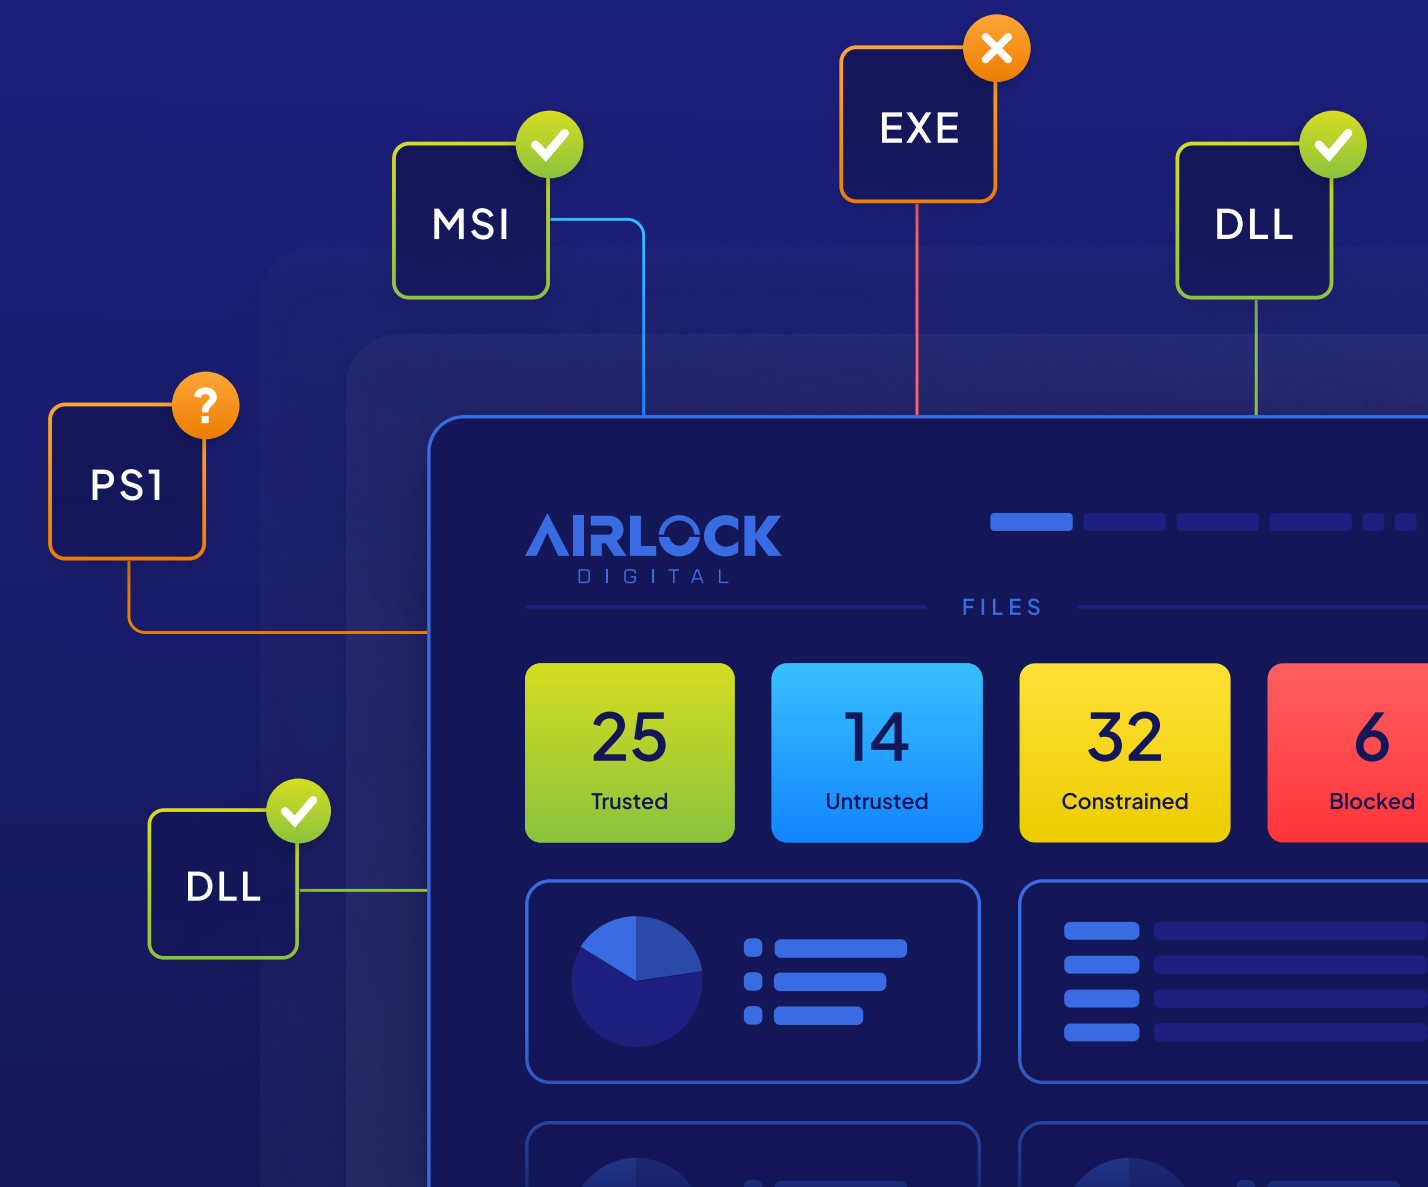 EXE
MSI
DLL
PS1
?
AIRLOCK
DIGITAL
FILES
25
Trusted
14
Untrusted
32
Constrained
6
Blocked
DLL